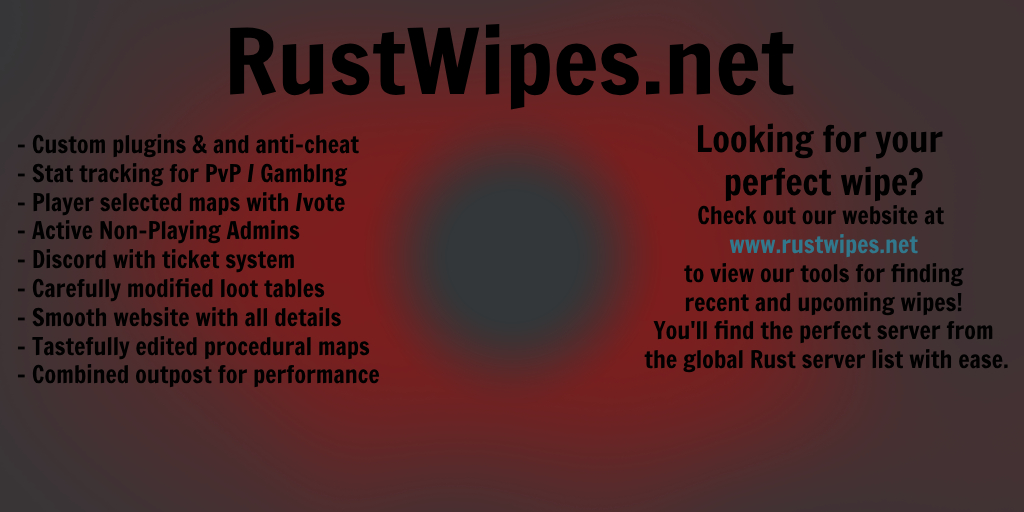 RustWipes.net
- Custom plugins & and anti-cheat
- Stat tracking for PvP / GambIng
- Player selected maps with /vote
- Active Non-Playing Admins
- Discord with ticket system
- Carefully modified loot tables
- Smooth website with all details
- Tastefully edited procedural maps
- Combined outpost for performance
Looking for your
perfect wipe?
Check out our website at
www.rustwipes.net
to view our tools for finding
recent and upcoming wipes!
You'll find the perfect server from
the global Rust server list with ease.